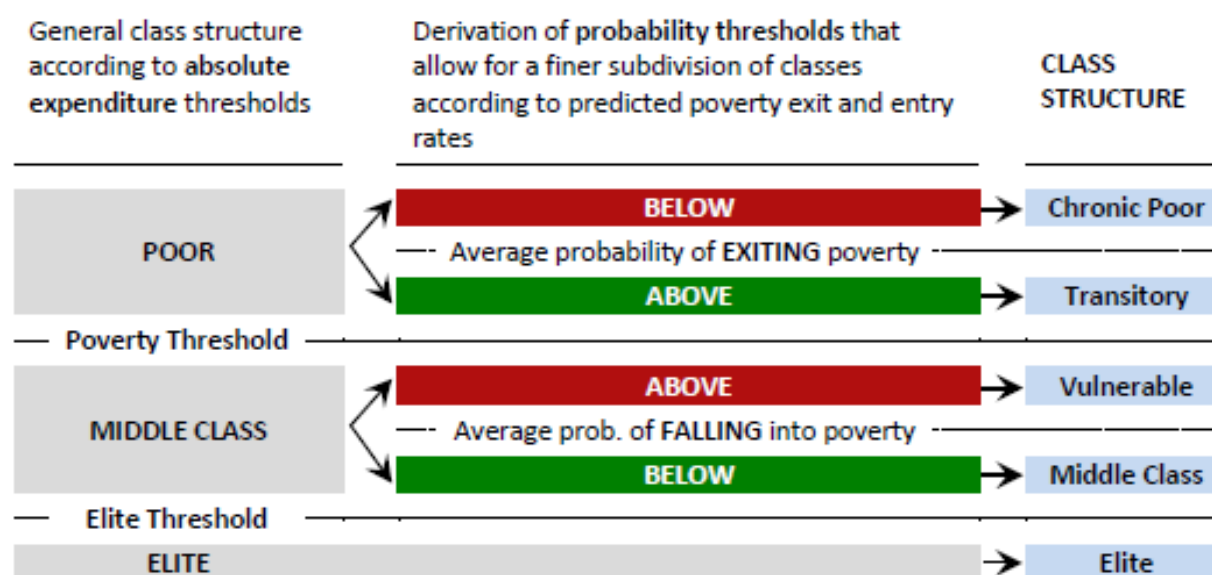 General class structure
according to absolute
expenditure thresholds
Derivation of probability thresholds that
allow for a finer subdivision of classes
according to predicted poverty exit and entry
rates
CLASS
STRUCTURE
POOR
BELOW
Chronic Poor
Average probability of EXITING poverty
ABOVE
Transitory
Poverty Threshold
MIDDLE CLASS
ABOVE
Vulnerable
Average prob. of FALLING into poverty
BELOW
Middle Class
Elite Threshold
ELITE
Elite